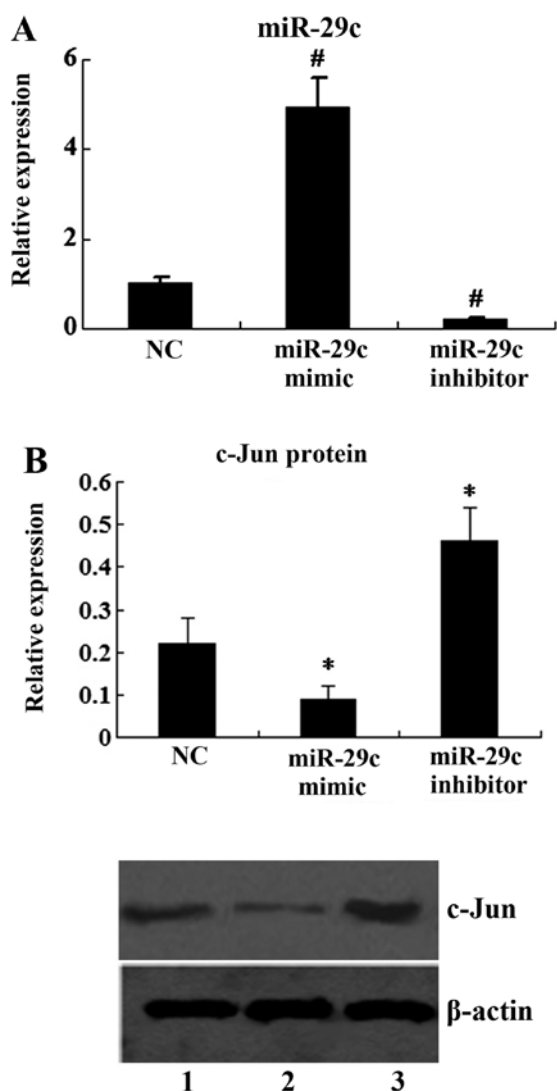 A
miR-29c
Relative expression
6
4
2
0
#
#
NC
miR-29c
mimic
miR-29c
inhibitor
B
c-Jun protein
Relative expression
0.6
0.5
0.4
0.3
0.2
0.1
0
*
*
NC
miR-29c
mimic
miR-29c
inhibitor
c-Jun
β-actin
1 2 3